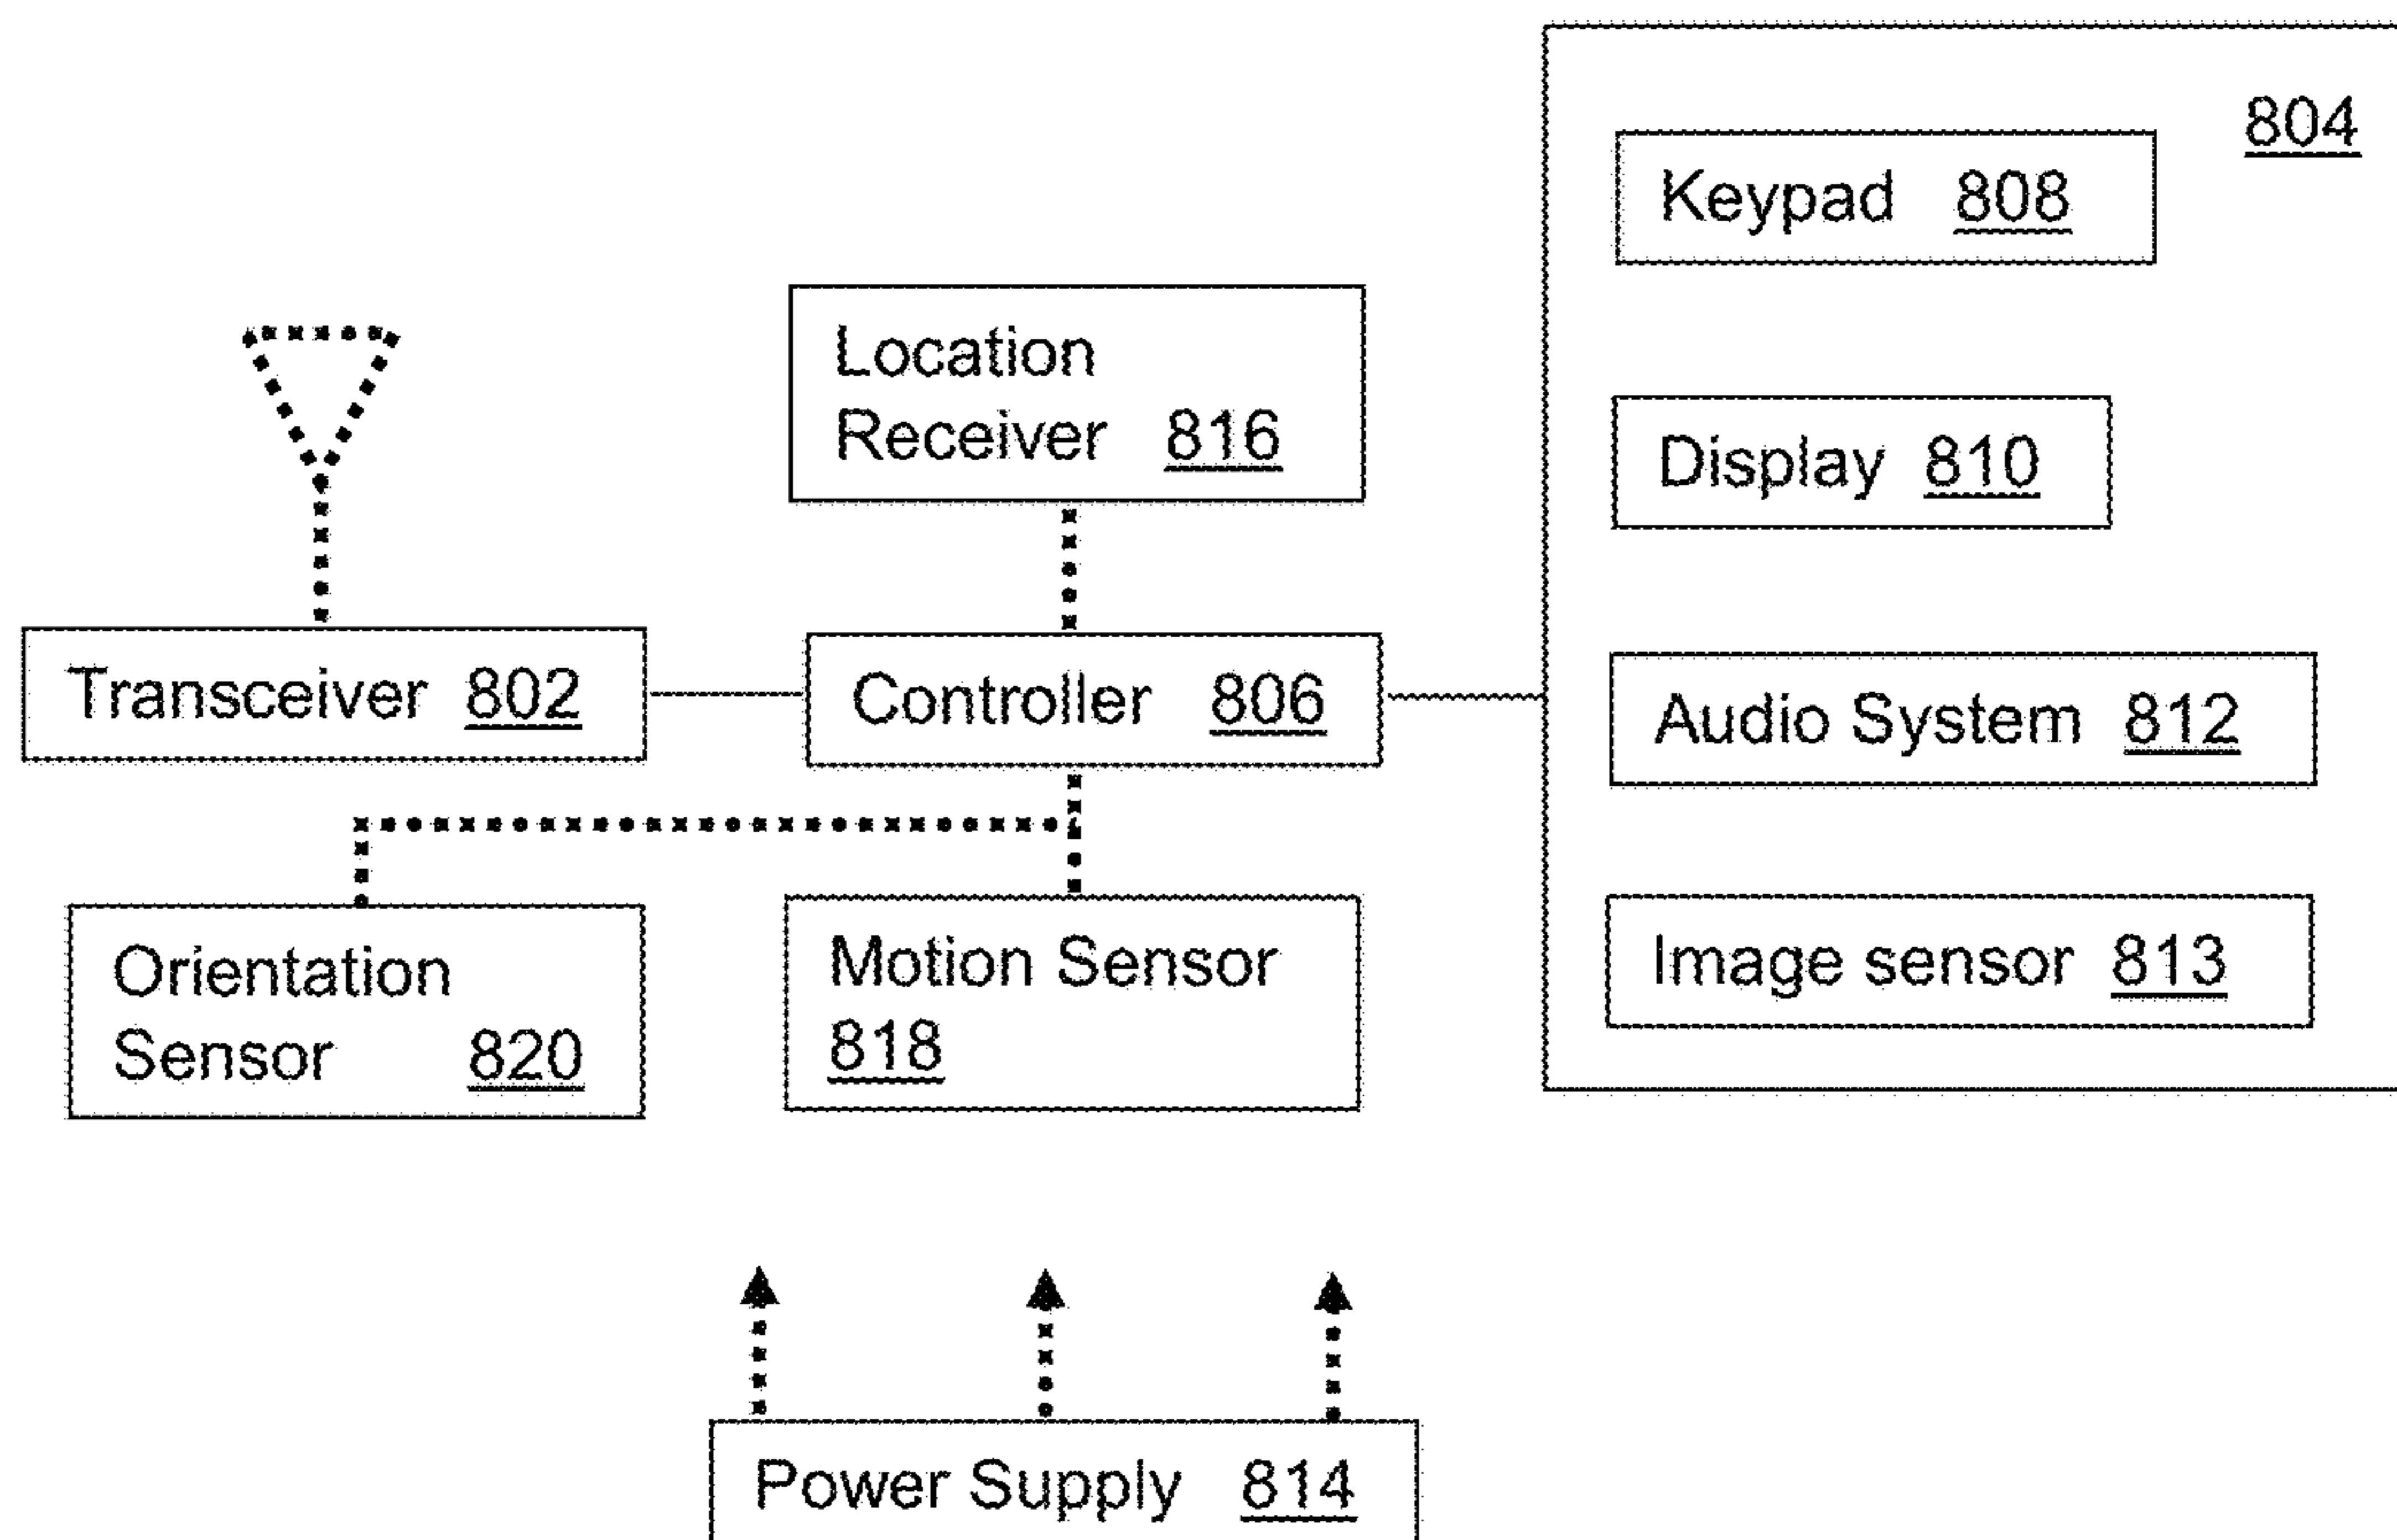 804
Keypad 808
Location
Receiver 816
Display 810
Transceiver 802
Controller 806
Audio System 812
Orientation
Sensor 820
Motion Sensor
818
Image sensor 813
Power Supply 814